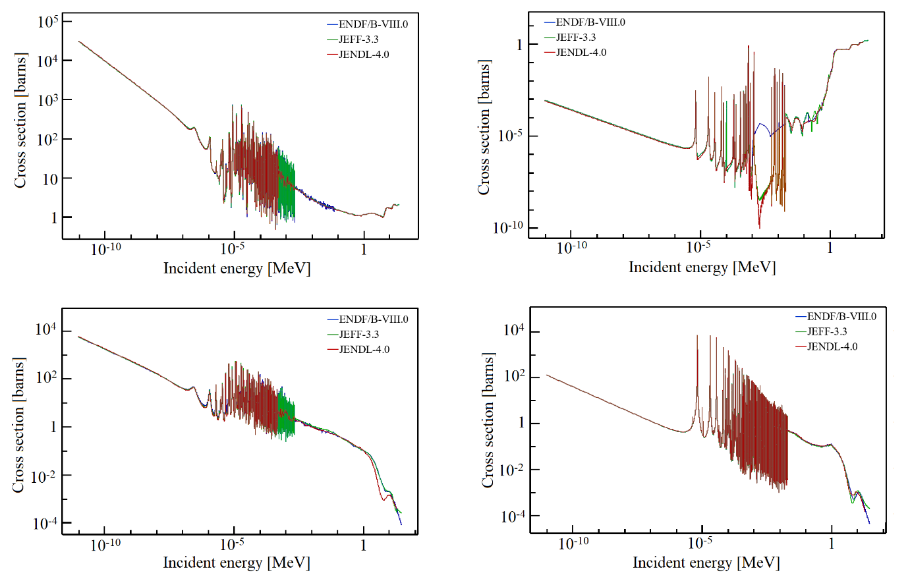 10^5
10^4
10^3
10^2
10
1
Cross section [barns]
ENDF/B-VIII.0
JEFF-3.3
JENDL-4.0
10^-10
10^-5
1
Incident energy [MeV]
1
10^-5
10^-10
Cross section [barns]
ENDF/B-VIII.0
JEFF-3.3
JENDL-4.0
10^-10
10^-5
1
Incident energy [MeV]
10^4
10^2
1
10^-2
10^-4
Cross section [barns]
ENDF/B-VIII.0
JEFF-3.3
JENDL-4.0
10^-10
10^-5
1
Incident energy [MeV]
10^4
10^2
1
10^-2
10^-4
Cross section [barns]
ENDF/B-VIII.0
JEFF-3.3
JENDL-4.0
10^-10
10^-5
1
Incident energy [MeV]